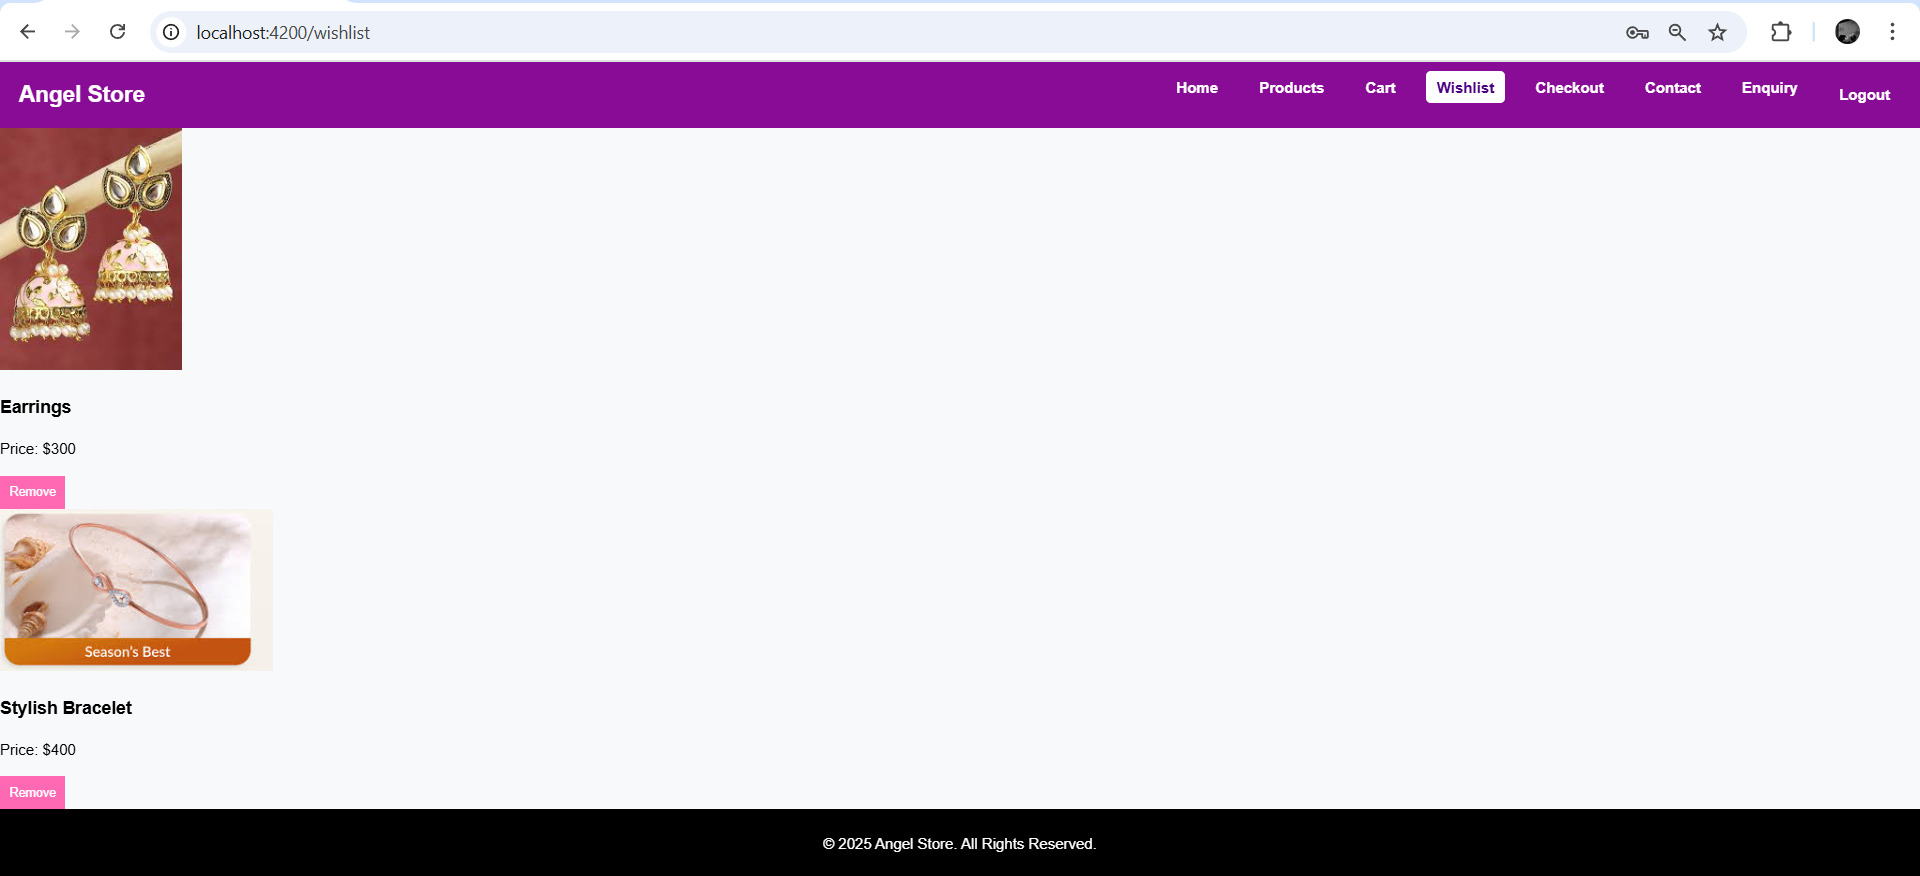 localhost:4200/wishlist
Angel Store
Home Products Cart Wishlist Checkout Contact Enquiry Logout
Earrings
Price: $300
Remove
Season's Best
Stylish Bracelet
Price: $400
Remove
© 2025 Angel Store. All Rights Reserved.